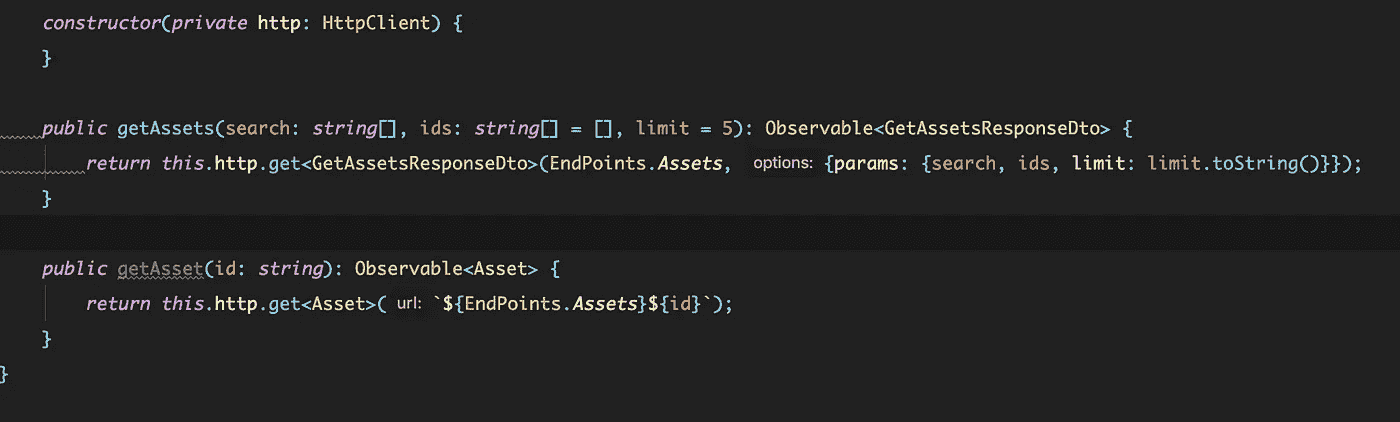 constructor(private http: HttpClient) {
}
public getAssets(search: string[], ids: string[] = [], limit = 5): Observable<GetAssetsResponseDto> {
return this.http.get<GetAssetsResponseDto>(EndPoints.Assets, options: {params: {search, ids, limit: limit.toString()}});
}
public getAsset(id: string): Observable<Asset> {
return this.http.get<Asset>( url: `${EndPoints.Assets}${id}`);
}
}